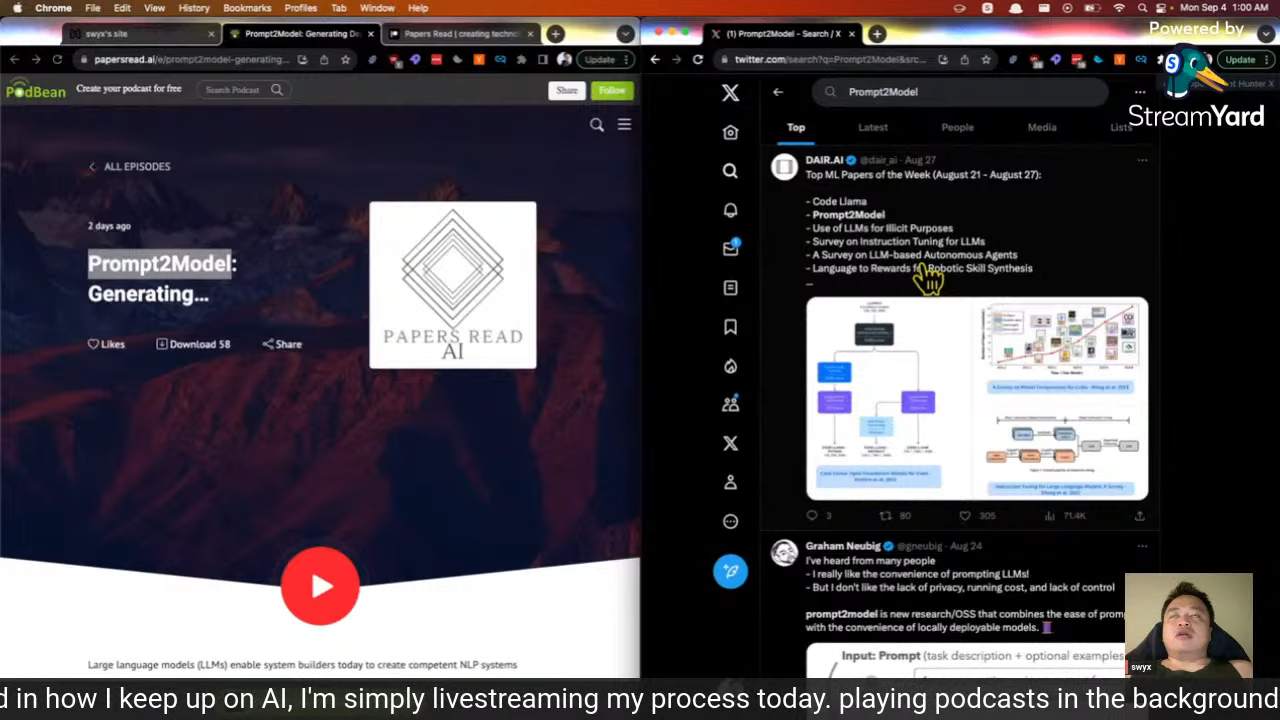 Chrome File Edit View History Bookmarks Profiles Tab Window Help
Mon Sep 4 1:00 AM
swyx's site
Prompt2Model: Generating De
Papers Read | creating techno
papersread.ai/e/prompt2model-generating...
Update
PodBean
Create your podcast for free
Search Podcast
Share
Follow
ALL EPISODES
2 days ago
Prompt2Model:
Generating...
Likes
Download 58
Share
PAPERS READ
AI
Large language models (LLMs) enable system builders today to create competent NLP systems
(1) Prompt2Model - Search / X
twitter.com/search?q=Prompt2Model&src...
Update
Powered by
StreamYard
Prompt2Model
Top
Latest
People
Media
Lists
DAIR.AI @dair_ai · Aug 27
Top ML Papers of the Week (August 21 - August 27):
- Code Llama
- Prompt2Model
- Use of LLMs for Illicit Purposes
- Survey on Instruction Tuning for LLMs
- A Survey on LLM-based Autonomous Agents
- Language to Rewards for Robotic Skill Synthesis
3
80
305
71.4K
Graham Neubig @gneubig · Aug 24
I've heard from many people
- I really like the convenience of prompting LLMs!
- But I don't like the lack of privacy, running cost, and lack of control
prompt2model is new research/OSS that combines the ease of promp
with the convenience of locally deployable models.
Input: Prompt (task description + optional examples
swyx
d in how I keep up on AI, I'm simply livestreaming my process today. playing podcasts in the background